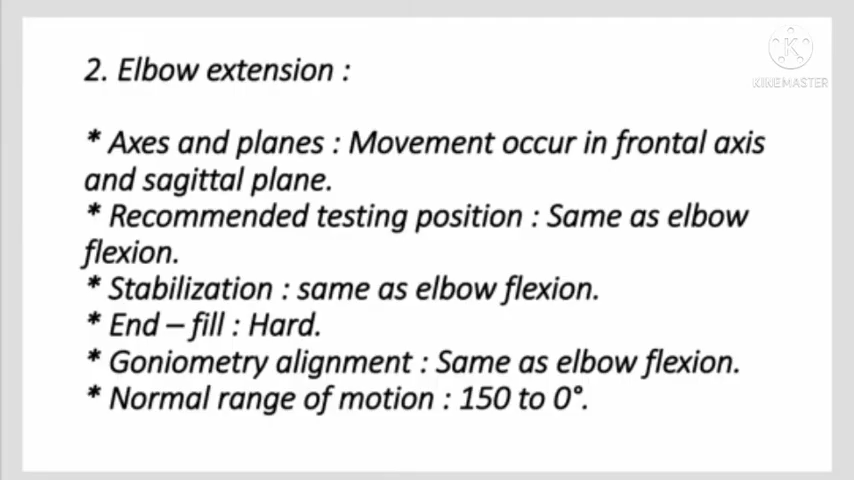 2. Elbow extension :
* Axes and planes : Movement occur in frontal axis
and sagittal plane.
* Recommended testing position : Same as elbow
flexion.
* Stabilization : same as elbow flexion.
* End – fill : Hard.
* Goniometry alignment : Same as elbow flexion.
* Normal range of motion : 150 to 0°.
K
KINEMASTER